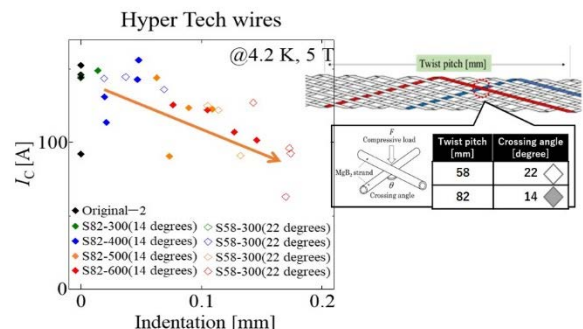 Hyper Tech wires
@4.2 K, 5 T
I_C [A]
100
0
Original−2
S82-300(14 degrees)
S82-400(14 degrees)
S82-500(14 degrees)
S82-600(14 degrees)
S58-300(22 degrees)
S58-300(22 degrees)
S58-300(22 degrees)
S58-300(22 degrees)
0
0.1
0.2
Indentation [mm]
Twist pitch [mm]
F
Compressive load
MgB₂ strand
θ
Crossing angle
Twist pitch [mm]
Crossing angle [degree]
58
22
82
14